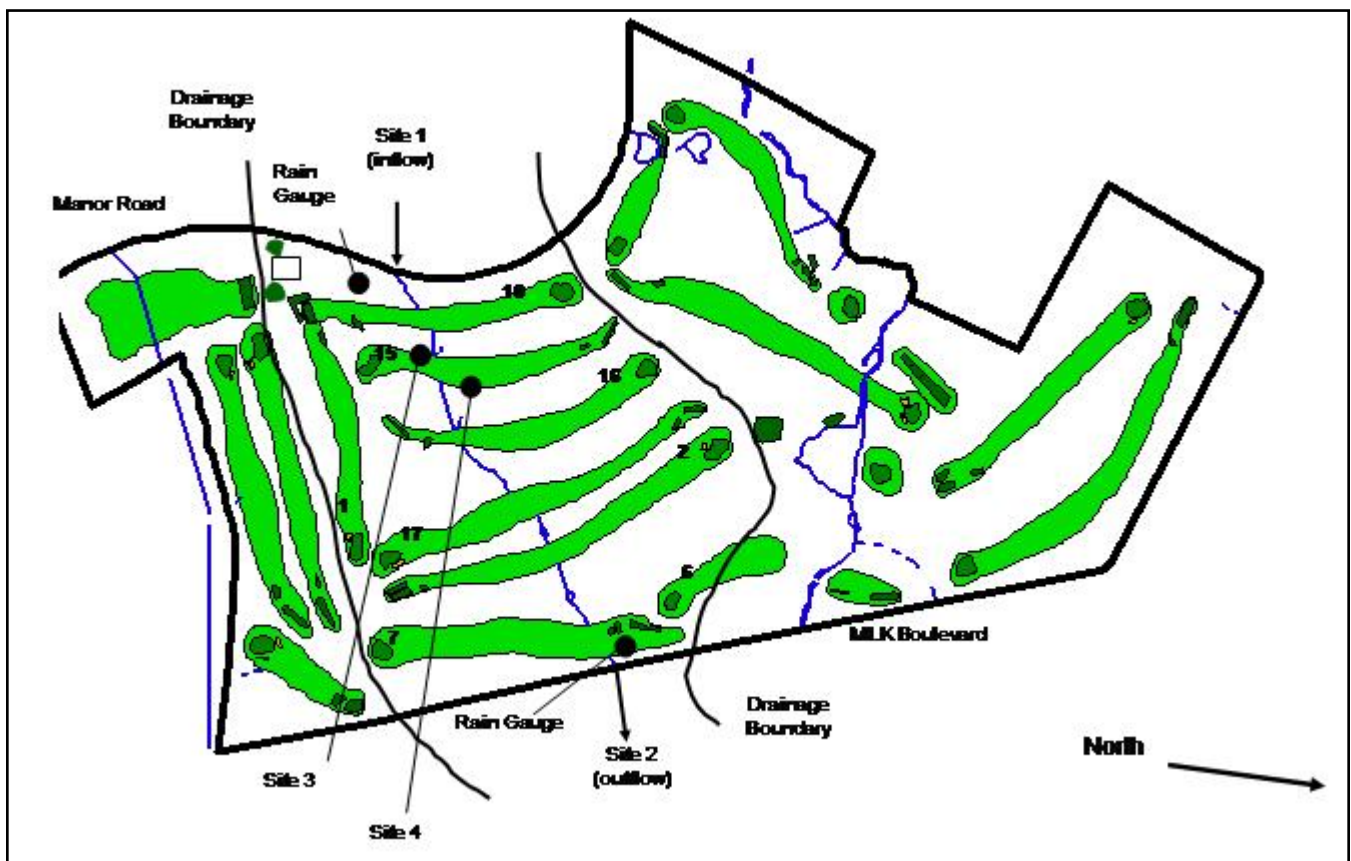 Drainage
Boundary
Site 1
(inflow)
Rain
Gauge
Manor Road
18
15
16
2
1
17
6
7
MLK Boulevard
Rain Gauge
Drainage
Boundary
North
Site 2
(outflow)
Site 3
Site 4